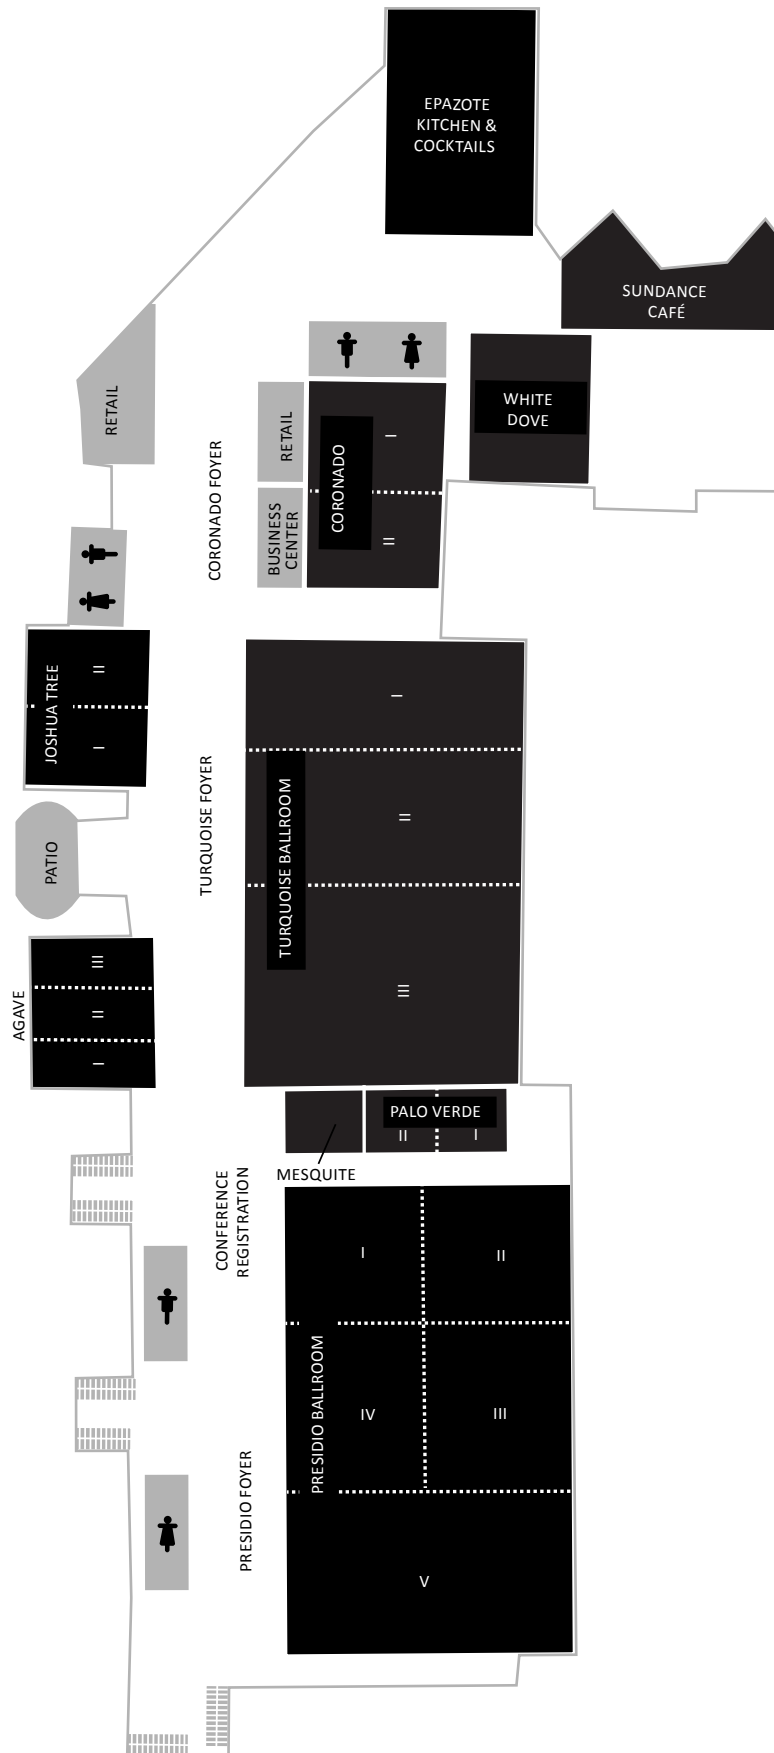 EPAZOTE
KITCHEN &
COCKTAILS
SUNDANCE
CAFÉ
WHITE
DOVE
RETAIL
RETAIL
CORONADO FOYER
CORONADO
I
II
BUSINESS
CENTER
JOSHUA TREE
II
I
TURQUOISE FOYER
TURQUOISE BALLROOM
I
II
III
PATIO
AGAVE
III
II
I
PALO VERDE
II
I
MESQUITE
CONFERENCE
REGISTRATION
PRESIDIO BALLROOM
I
II
IV
III
V
PRESIDIO FOYER